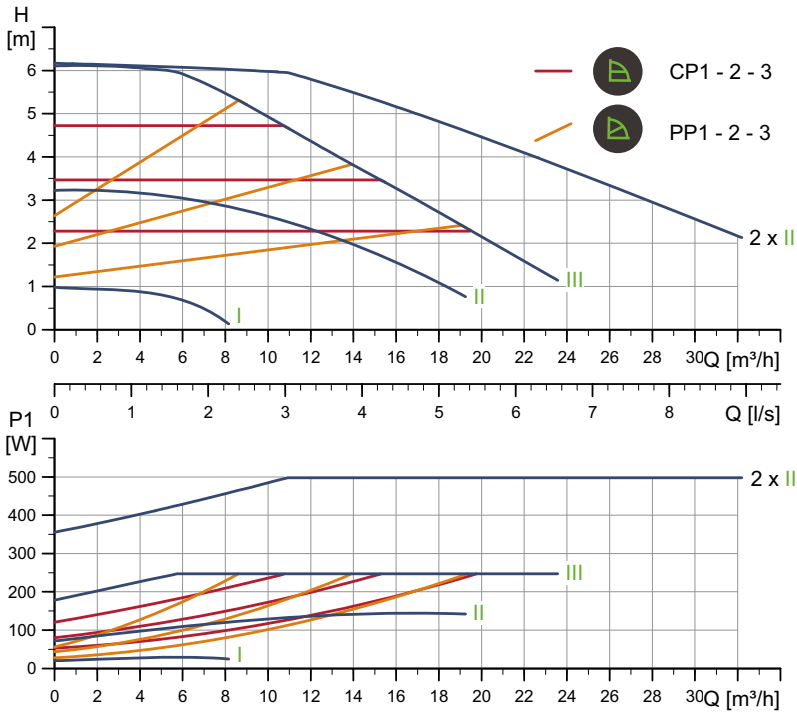 H
[m]
6
5
4
3
2
1
0
CP1 - 2 - 3
PP1 - 2 - 3
2 x II
III
II
I
0 2 4 6 8 10 12 14 16 18 20 22 24 26 28 30 Q [m³/h]
0 1 2 3 4 5 6 7 8 Q [l/s]
P1
[W]
500
400
300
200
100
0
2 x II
III
II
I
0 2 4 6 8 10 12 14 16 18 20 22 24 26 28 30 Q [m³/h]